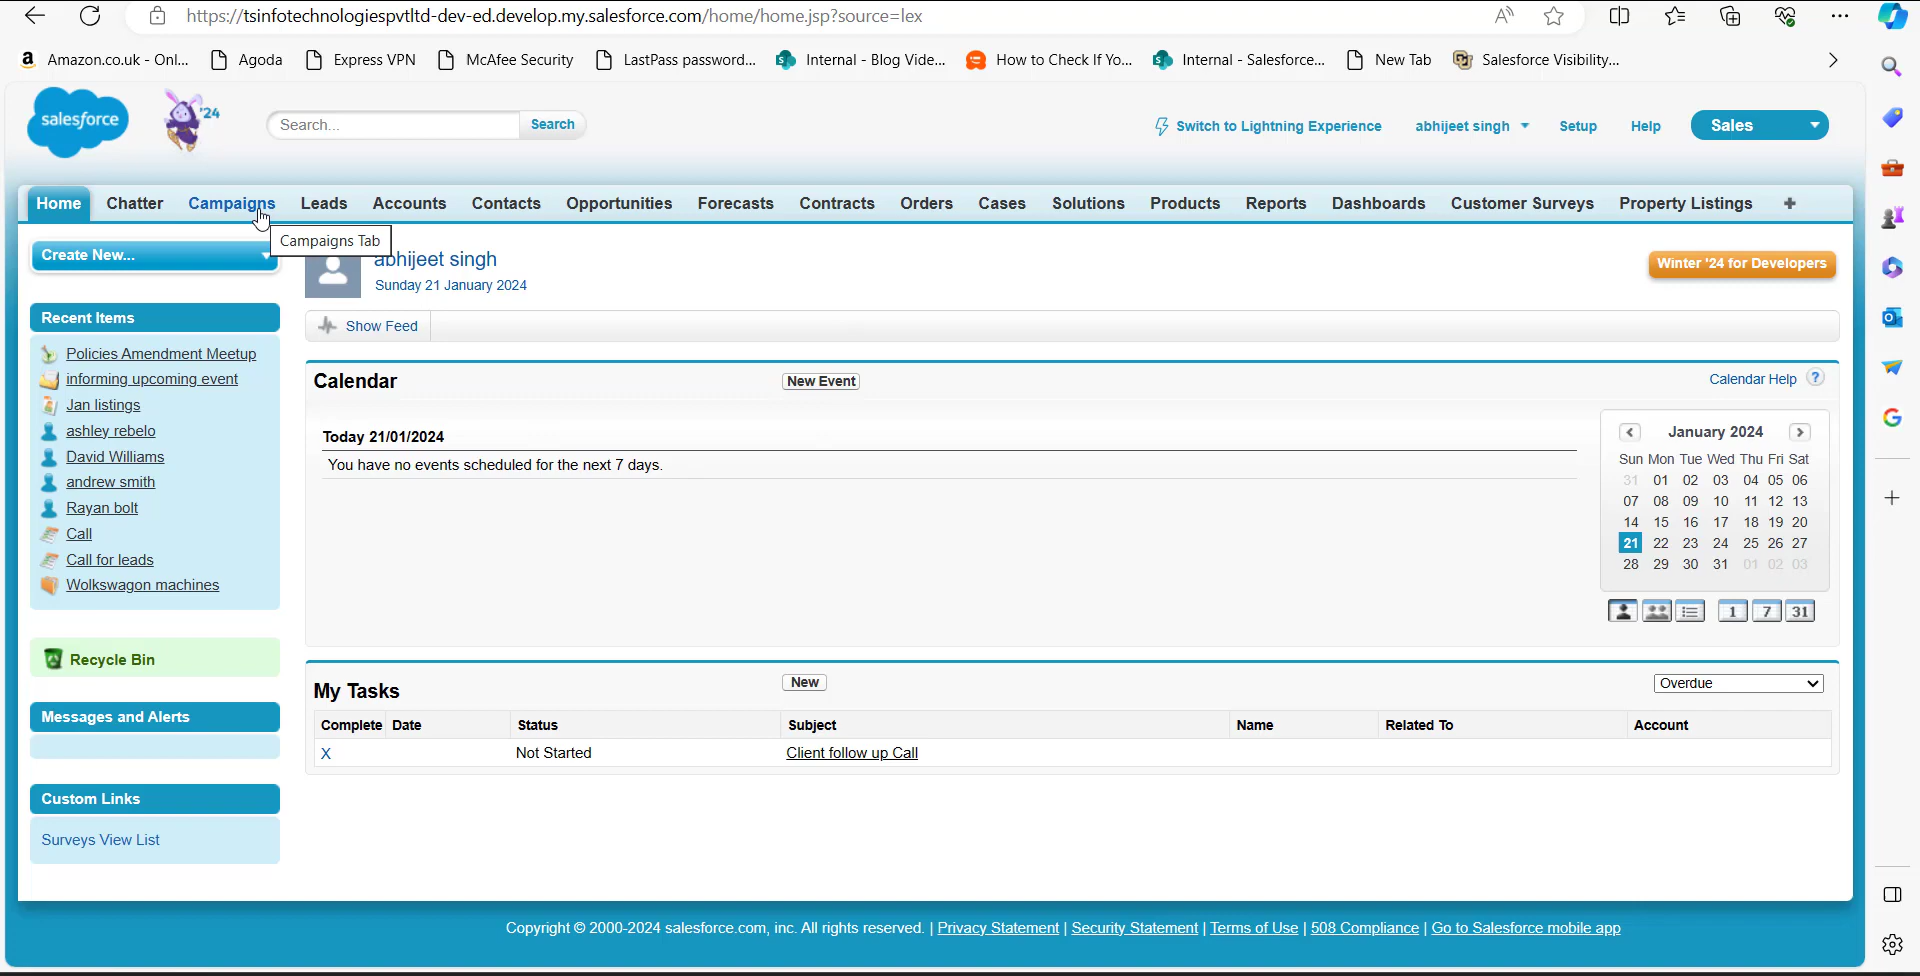 https://tsinfotechnologiespvtltd-dev-ed.develop.my.salesforce.com/home/home.jsp?source=lex
Amazon.co.uk - Onl... Agoda Express VPN McAfee Security LastPass password... Internal - Blog Vide... How to Check If Yo... Internal - Salesforce... New Tab Salesforce Visibility...
salesforce '24 Search... Search Switch to Lightning Experience abhijeet singh Setup Help Sales
Home Chatter Campaigns Leads Accounts Contacts Opportunities Forecasts Contracts Orders Cases Solutions Products Reports Dashboards Customer Surveys Property Listings +
Campaigns Tab
Create New...
abhijeet singh
Sunday 21 January 2024
Winter '24 for Developers
Recent Items
Policies Amendment Meetup
informing upcoming event
Jan listings
ashley rebelo
David Williams
andrew smith
Rayan bolt
Call
Call for leads
Wolkswagon machines
Recycle Bin
Messages and Alerts
Custom Links
Surveys View List
Show Feed
Calendar New Event Calendar Help ?
Today 21/01/2024
You have no events scheduled for the next 7 days.
January 2024
Sun Mon Tue Wed Thu Fri Sat
31 01 02 03 04 05 06
07 08 09 10 11 12 13
14 15 16 17 18 19 20
21 22 23 24 25 26 27
28 29 30 31 01 02 03
1 7 31
My Tasks New Overdue
Complete Date Status Subject Name Related To Account
X Not Started Client follow up Call
Copyright © 2000-2024 salesforce.com, inc. All rights reserved. | Privacy Statement | Security Statement | Terms of Use | 508 Compliance | Go to Salesforce mobile app